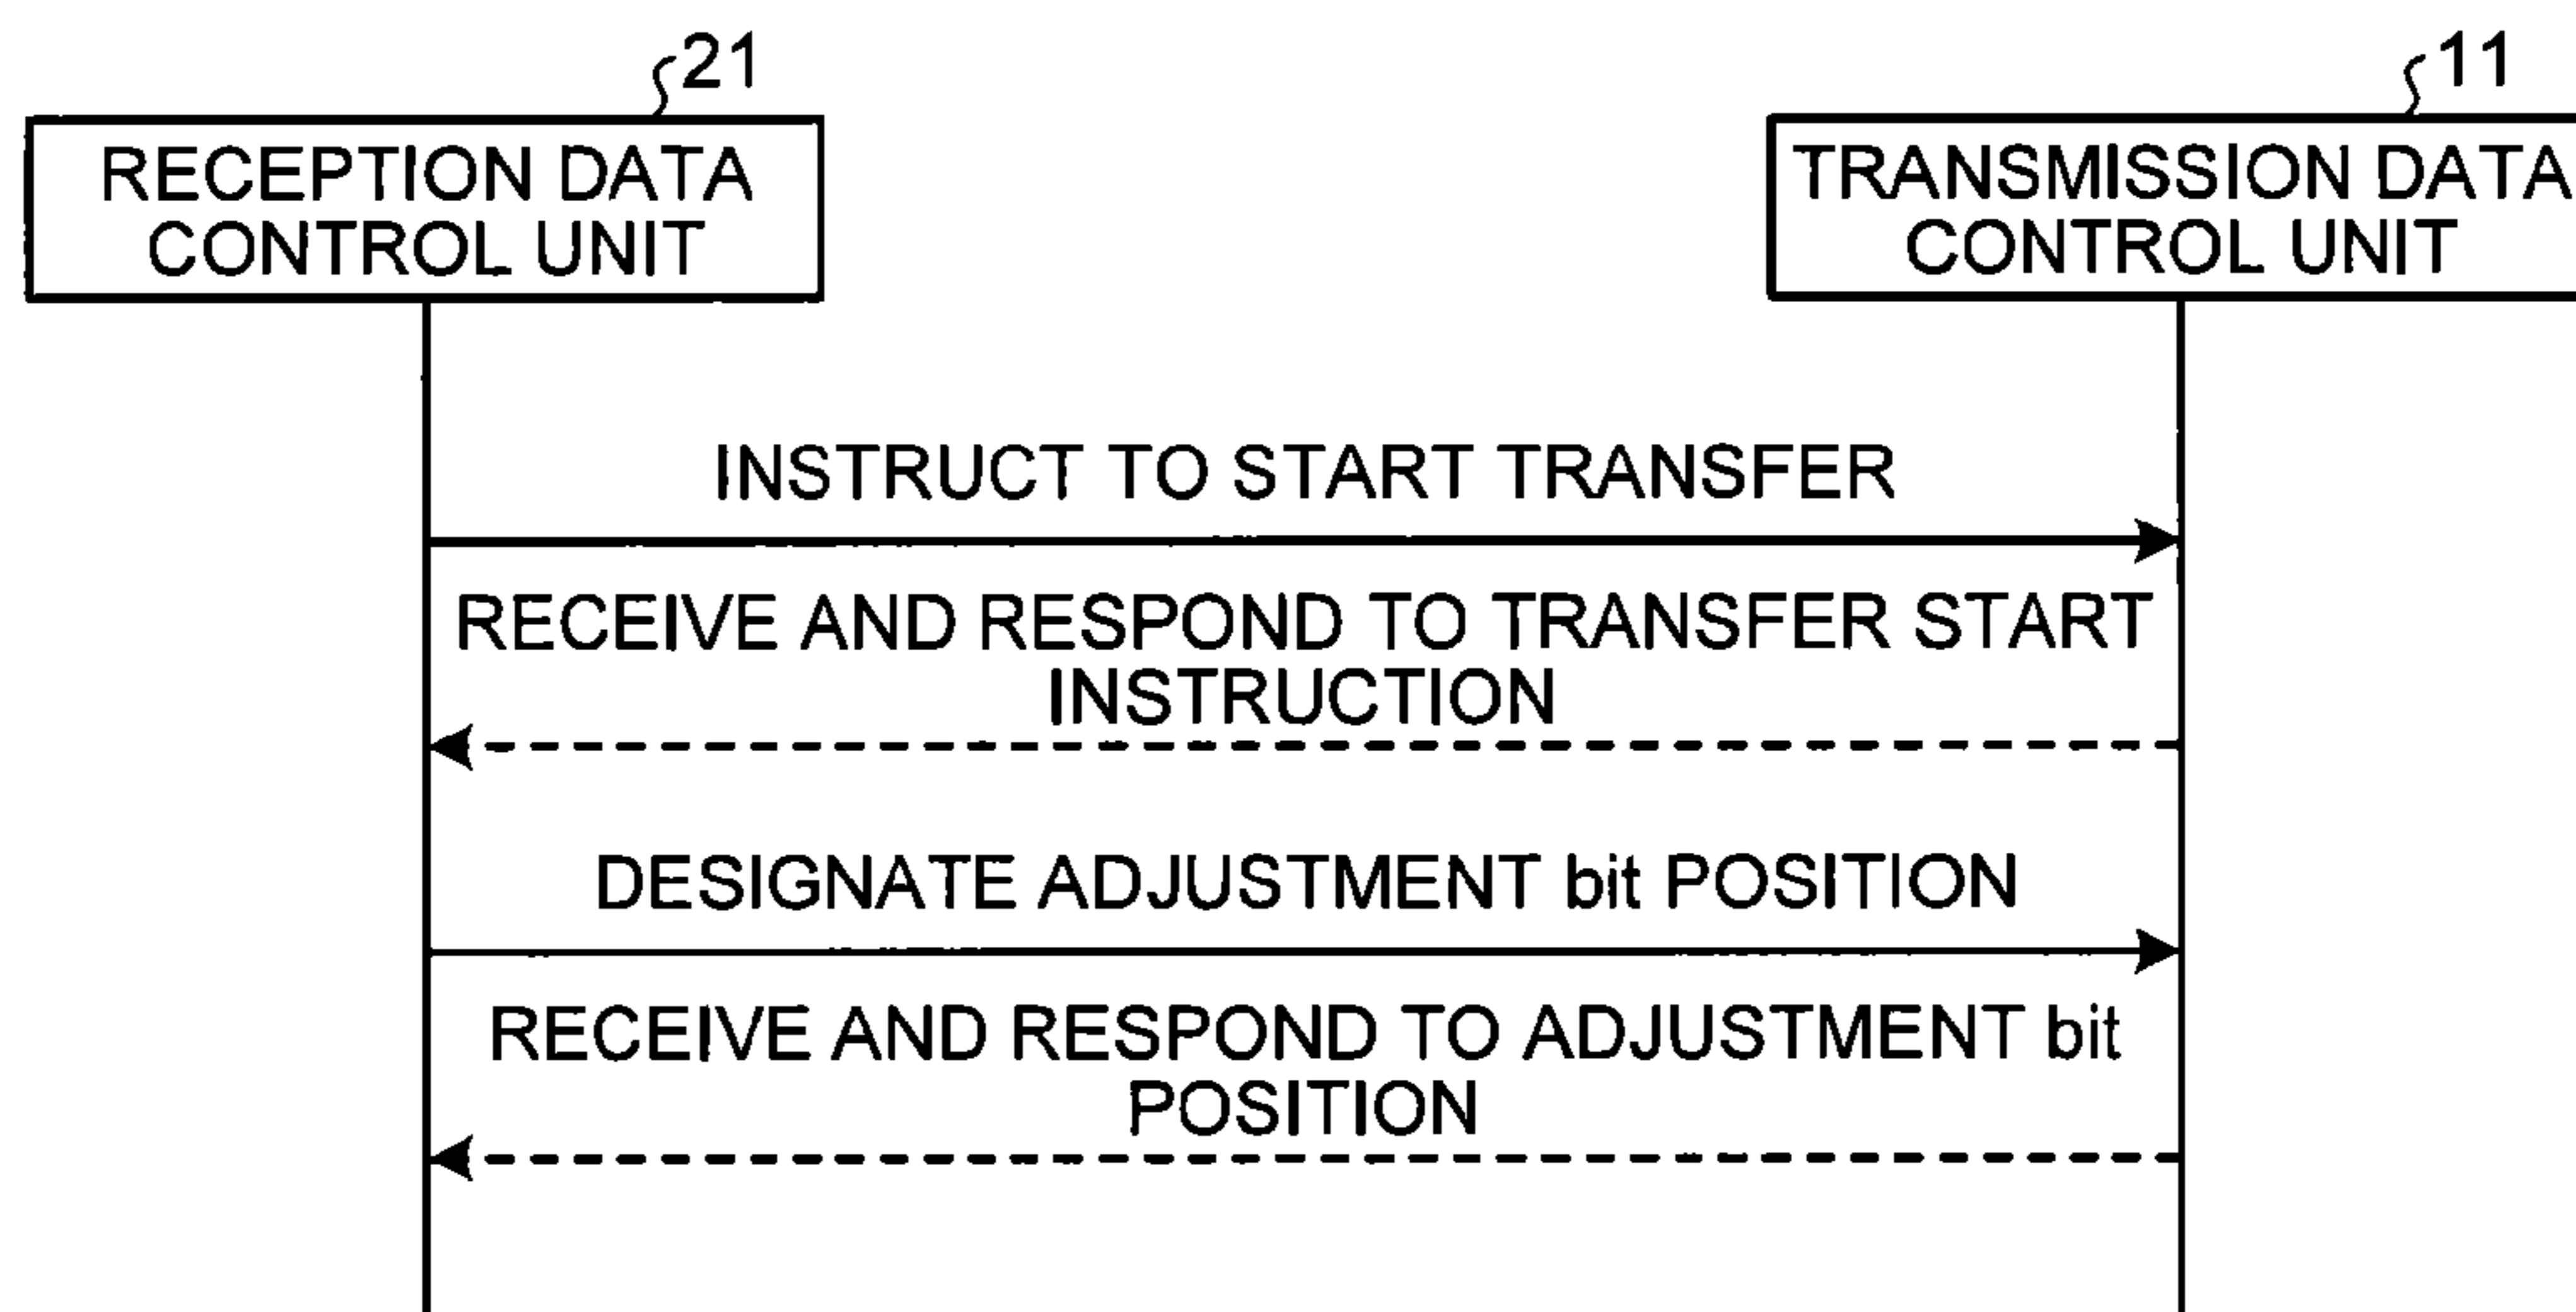 21
11
RECEPTION DATA
CONTROL UNIT
TRANSMISSION DATA
CONTROL UNIT
INSTRUCT TO START TRANSFER
RECEIVE AND RESPOND TO TRANSFER START
INSTRUCTION
DESIGNATE ADJUSTMENT bit POSITION
RECEIVE AND RESPOND TO ADJUSTMENT bit
POSITION